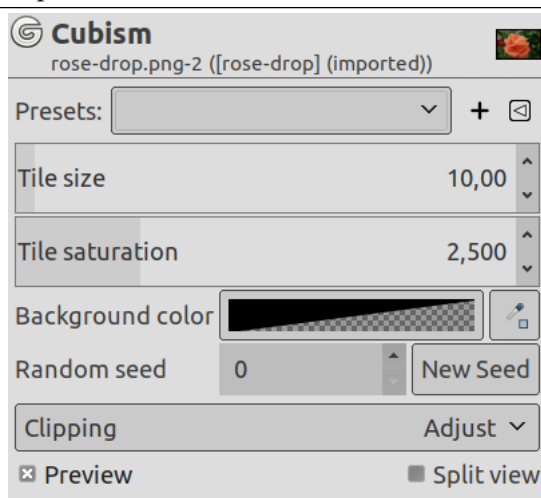 Cubism
rose-drop.png-2 ([rose-drop] (imported))
Presets:
Tile size 10,00
Tile saturation 2,500
Background color
Random seed 0 New Seed
Clipping Adjust
Preview Split view